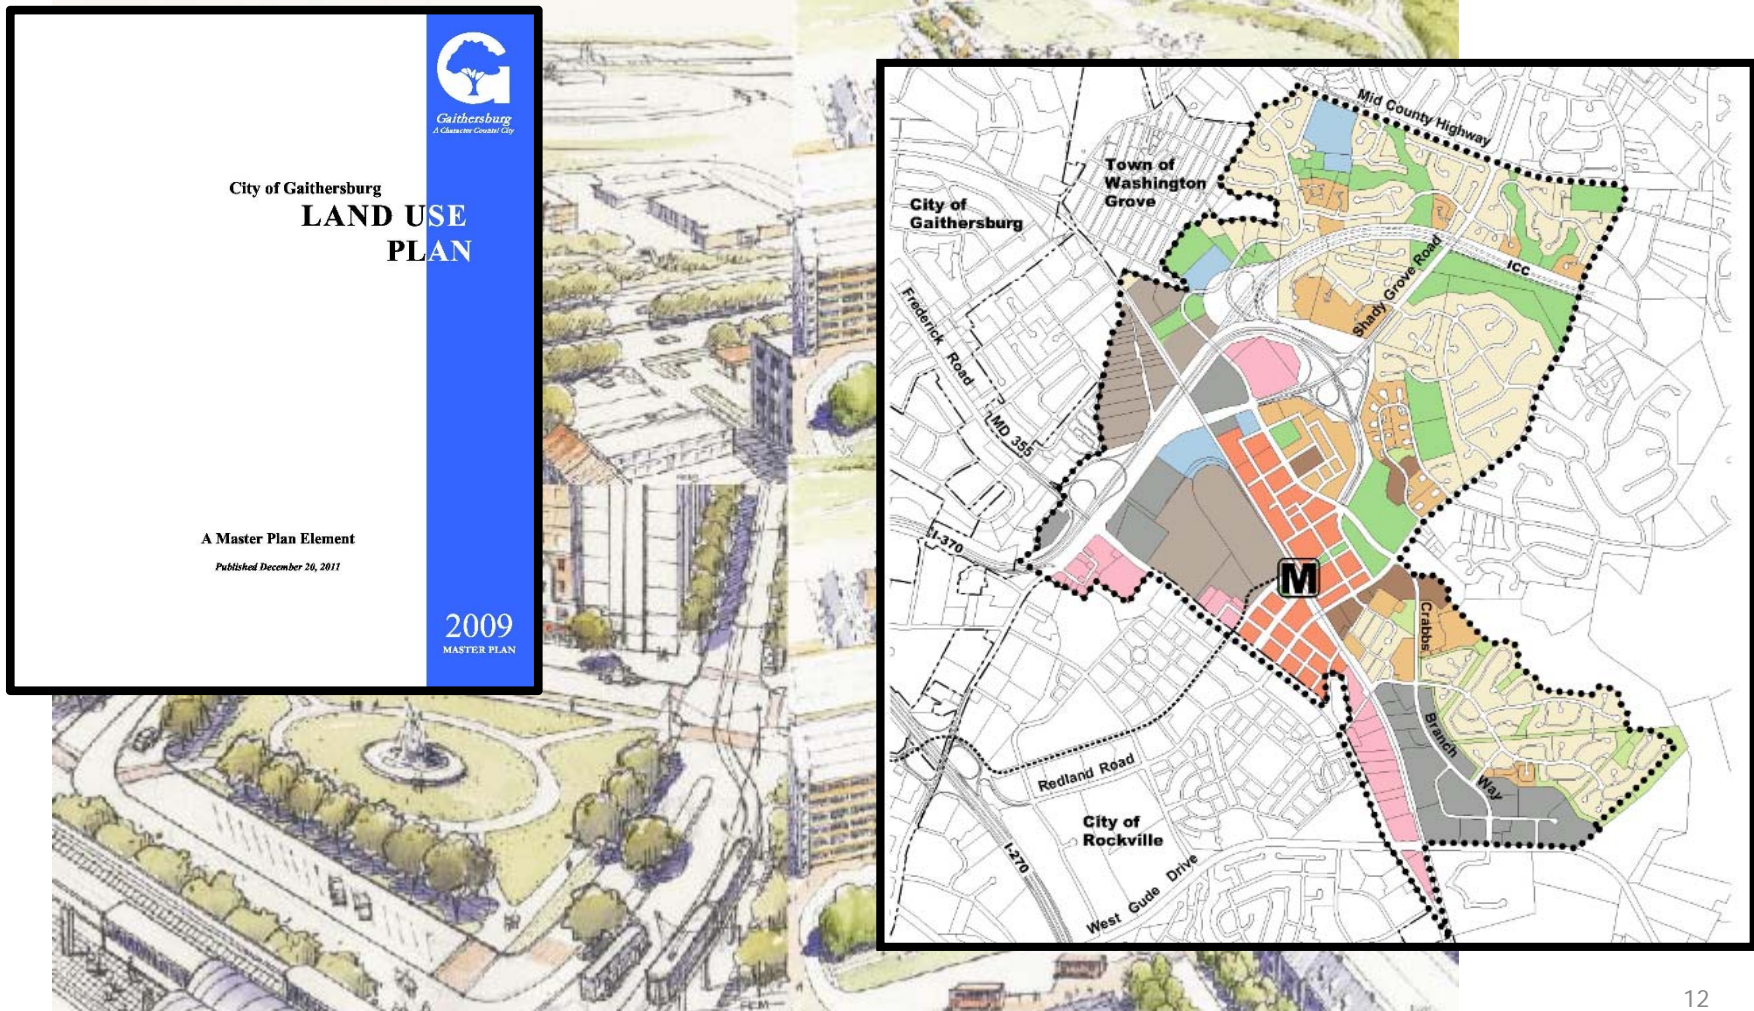 Gaithersburg
A Character Counts! City
City of Gaithersburg
LAND USE
PLAN
A Master Plan Element
Published December 20, 2011
2009
MASTER PLAN
Mid County Highway
Town of
Washington
Grove
City of
Gaithersburg
Shady Grove Road
ICC
Frederick Road
MD 355
I-370
M
Crabbs
Branch
Way
Redland Road
City of
Rockville
I-270
West Gude Drive
12